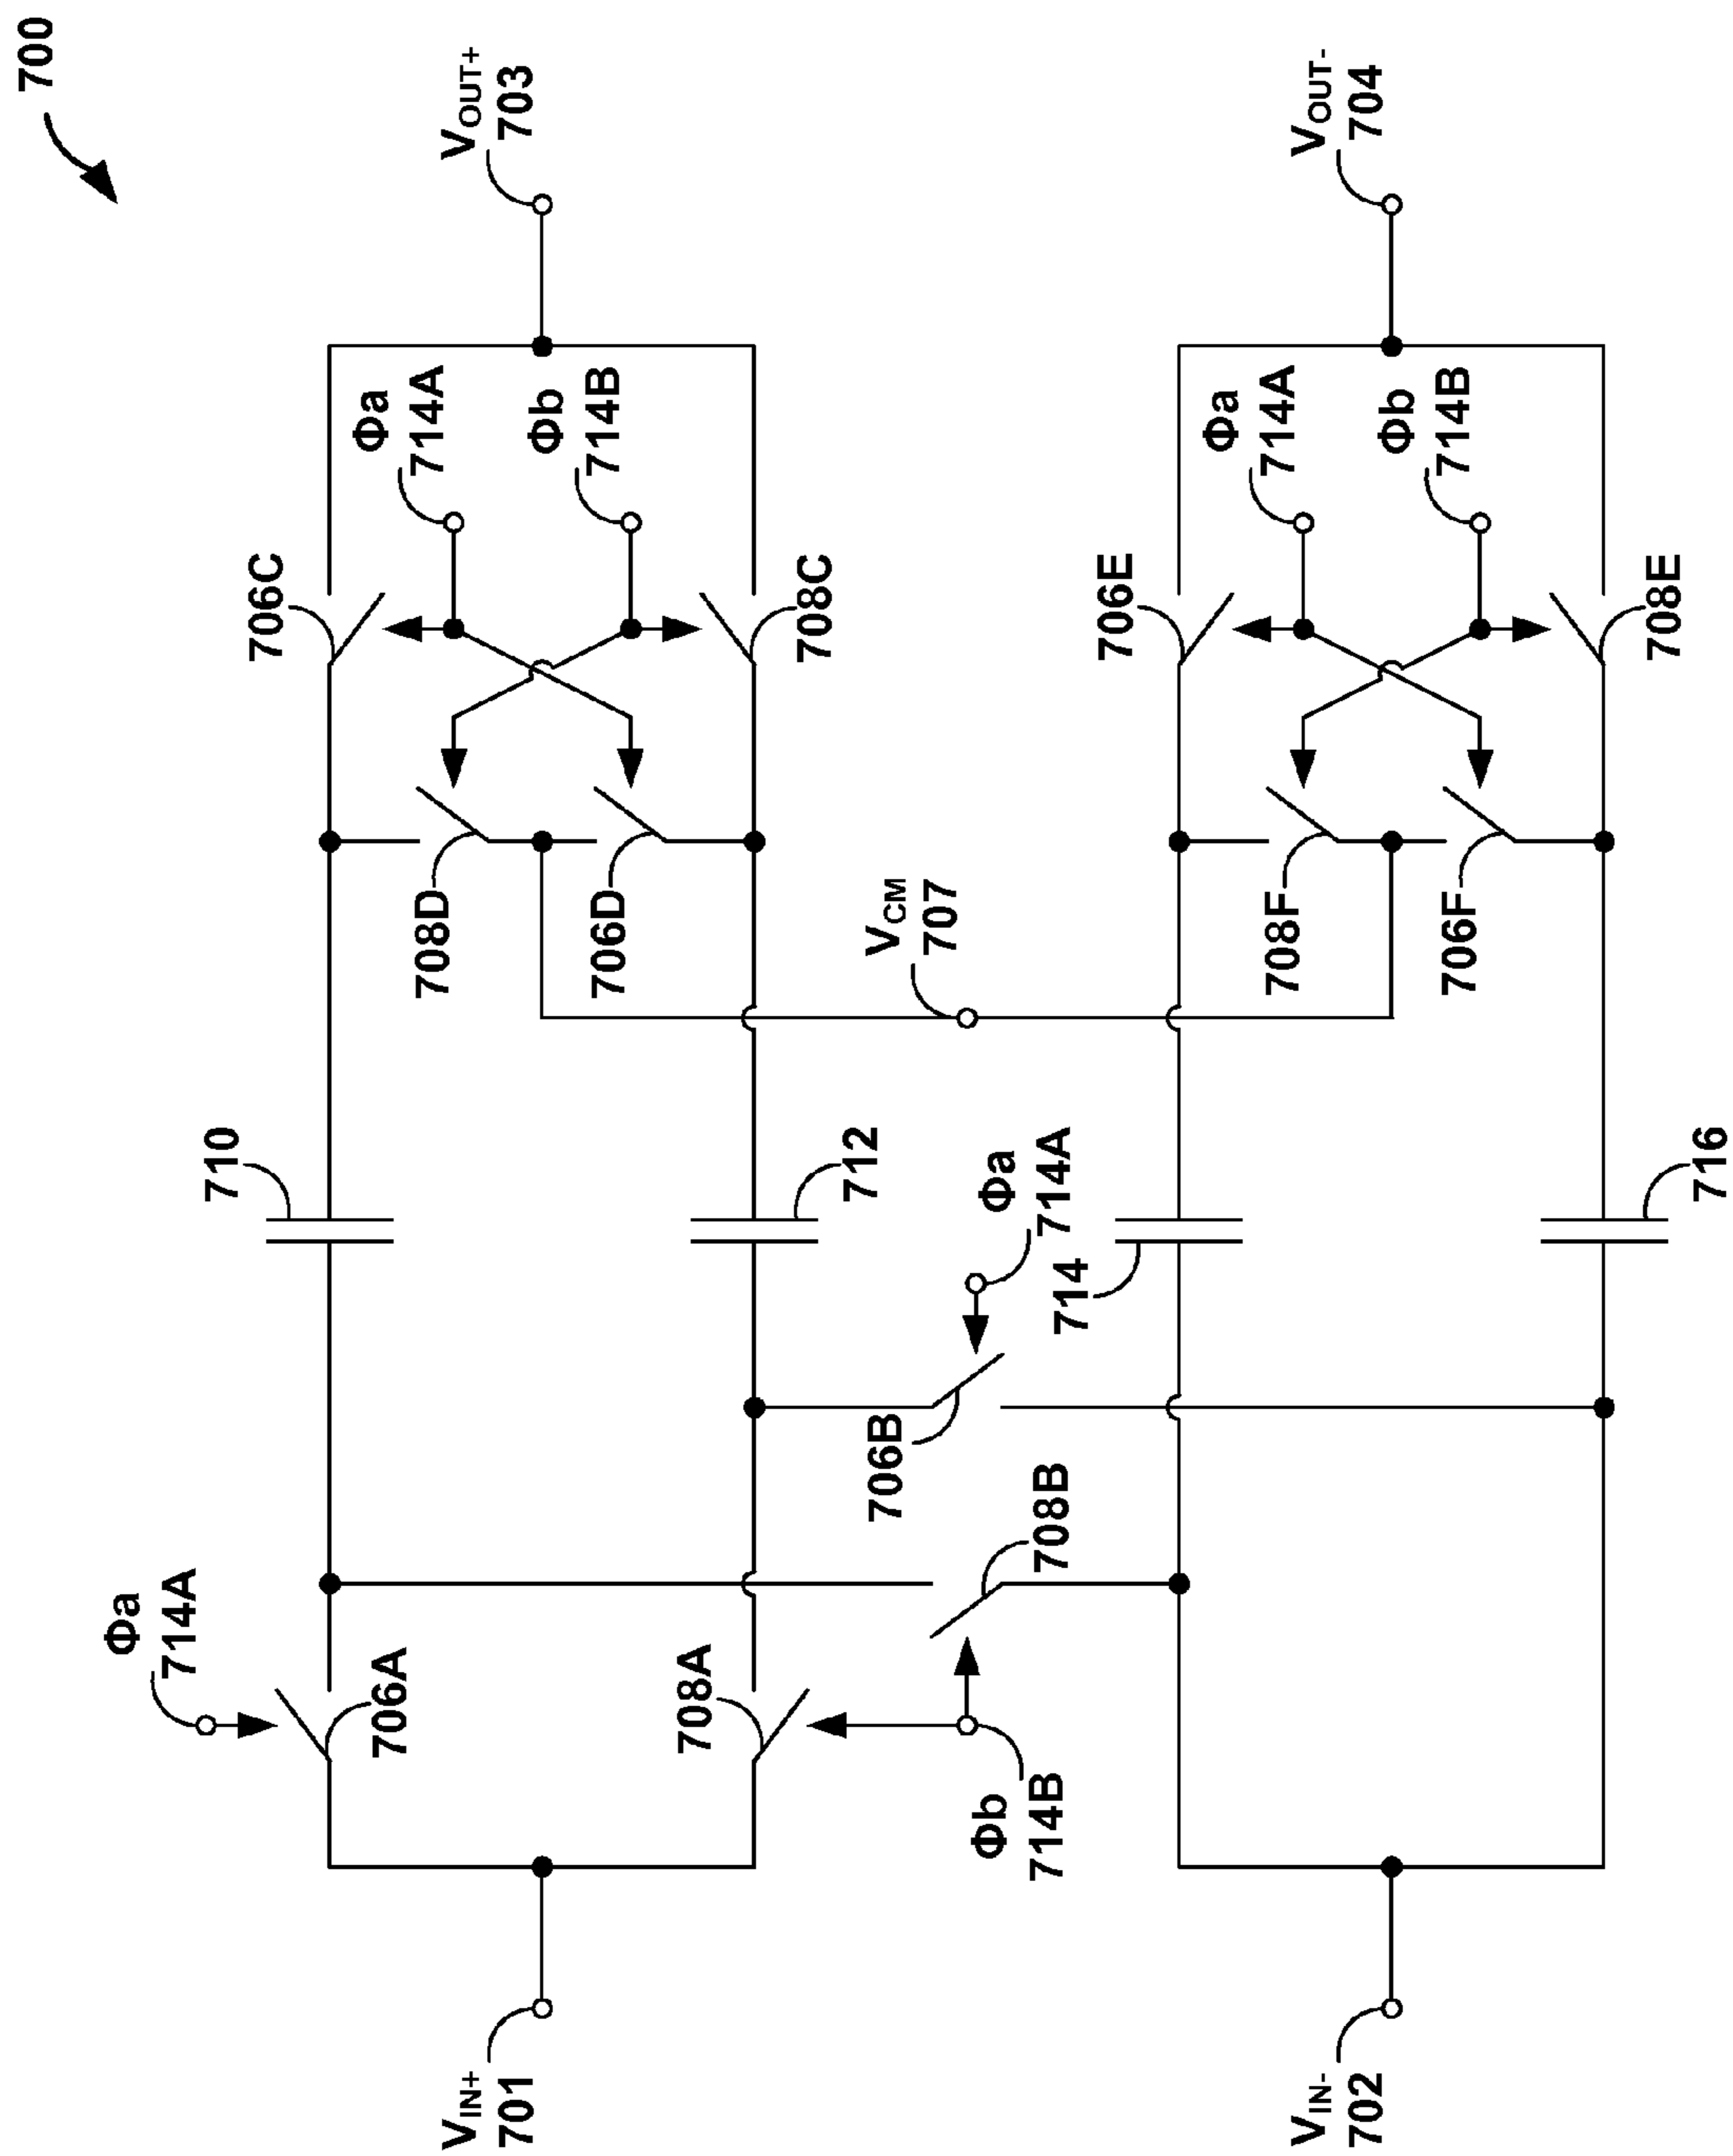 700
VIN+
701
VOUT+
703
Φa
714A
706A
710
706C
Φa
714A
Φb
714B
708D
706D
708C
708A
712
VCM
707
Φb
714B
708B
706B
Φa
714A
714
706E
Φa
714A
Φb
714B
708F
706F
708E
VIN-
702
VOUT-
704
716